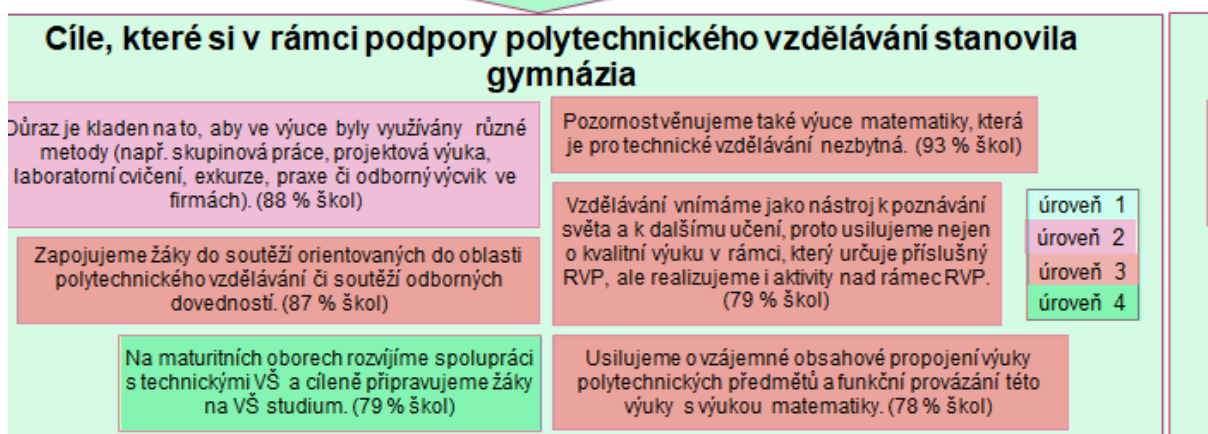 Cíle, které si v rámci podpory polytechnického vzdělávání stanovila
gymnázia
Důraz je kladen na to, aby ve výuce byly využívány různé
metody (např. skupinová práce, projektová výuka,
laboratorní cvičení, exkurze, praxe či odborný výcvik ve
firmách). (88 % škol)
Pozornost věnujeme také výuce matematiky, která
je pro technické vzdělávání nezbytná. (93 % škol)
Zapojujeme žáky do soutěží orientovaných do oblasti
polytechnického vzdělávání či soutěží odborných
dovedností. (87 % škol)
Vzdělávání vnímáme jako nástroj k poznávání
světa a k dalšímu učení, proto usilujeme nejen
o kvalitní výuku v rámci, který určuje příslušný
RVP, ale realizujeme i aktivity nad rámec RVP.
(79 % škol)
úroveň 1
úroveň 2
úroveň 3
úroveň 4
Na maturitních oborech rozvíjíme spolupráci
s technickými VŠ a cíleně připravujeme žáky
na VŠ studium. (79 % škol)
Usilujeme o vzájemné obsahové propojení výuky
polytechnických předmětů a funkční provázání této
výuky s výukou matematiky. (78 % škol)